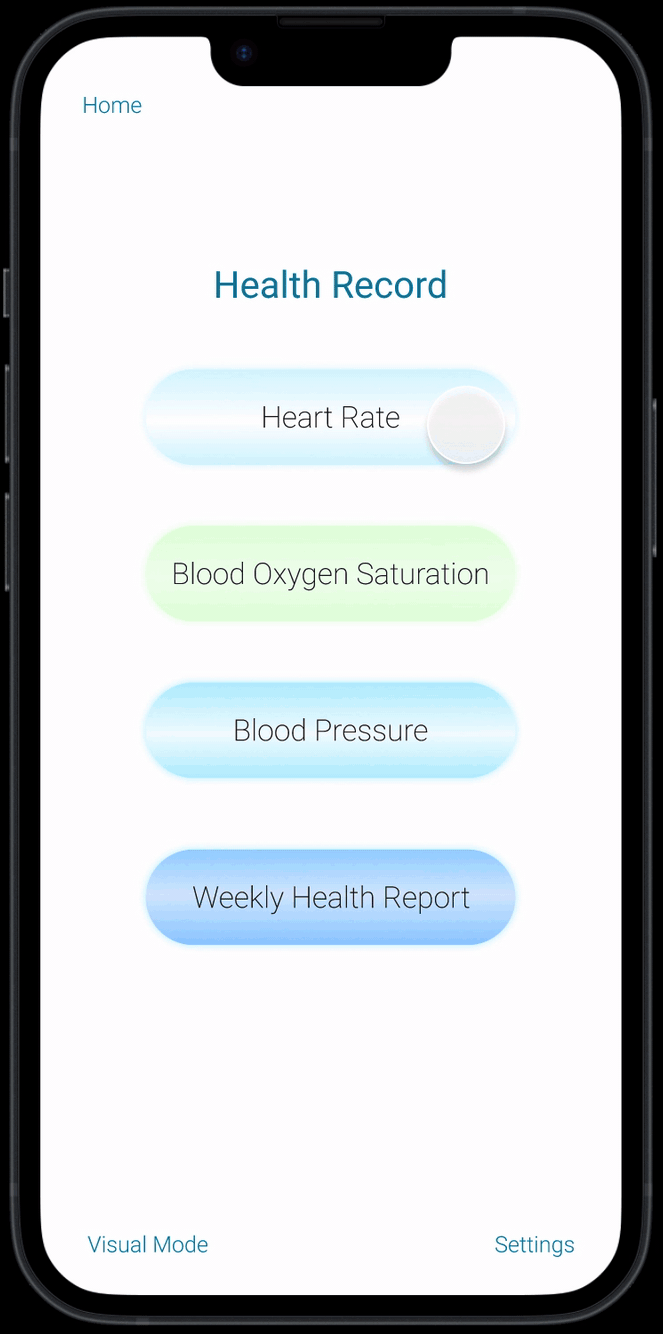 Home
Health Record
Heart Rate
Blood Oxygen Saturation
Blood Pressure
Weekly Health Report
Visual Mode
Settings